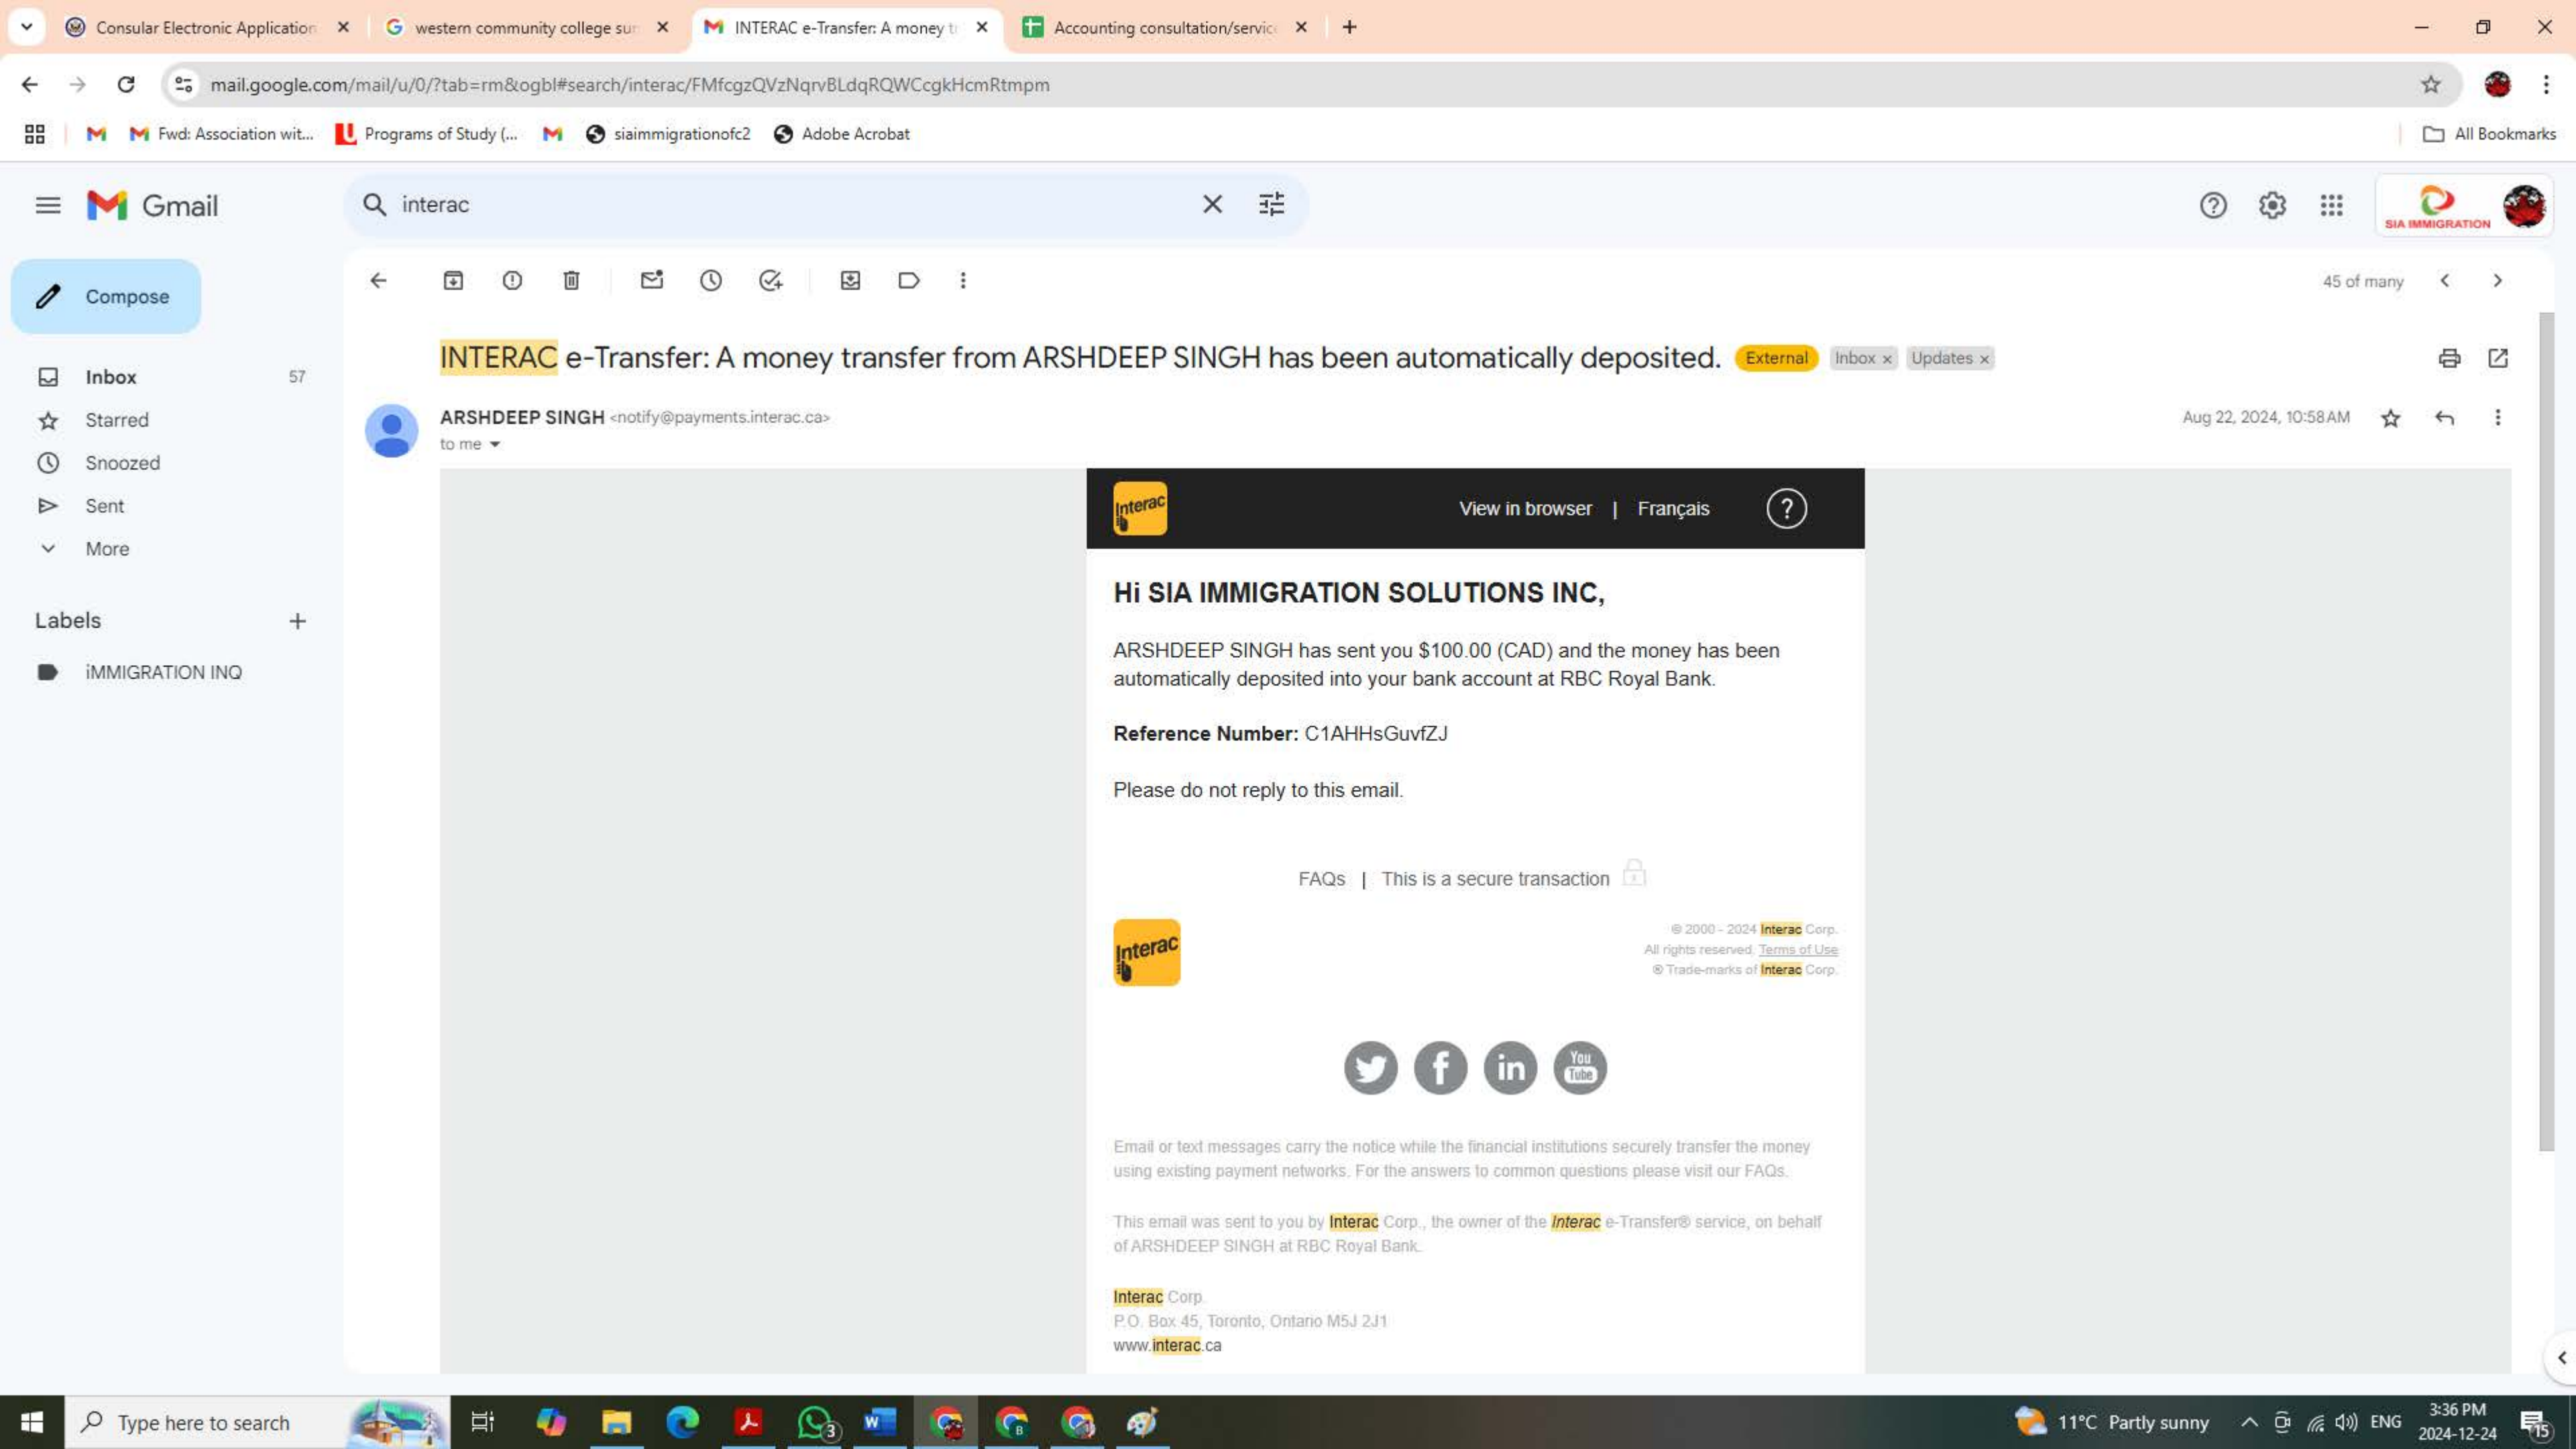 Consular Electronic Application
western community college sur
INTERAC e-Transfer: A money tr
Accounting consultation/servic
mail.google.com/mail/u/0/?tab=rm&ogbl#search/interac/FMfcgzQVzNqrvBLdqRQWCcgkHcmRtmpm
Fwd: Association wit...
Programs of Study (...
siaimmigrationofc2
Adobe Acrobat
All Bookmarks
Gmail
interac
SIA IMMIGRATION
Compose
45 of many
INTERAC e-Transfer: A money transfer from ARSHDEEP SINGH has been automatically deposited. External Inbox × Updates ×
Inbox 57
Starred
Snoozed
Sent
More
Labels
iMMIGRATION INQ
ARSHDEEP SINGH <notify@payments.interac.ca>
Aug 22, 2024, 10:58 AM
to me
Interac
View in browser | Français
?
Hi SIA IMMIGRATION SOLUTIONS INC,
ARSHDEEP SINGH has sent you $100.00 (CAD) and the money has been
automatically deposited into your bank account at RBC Royal Bank.
Reference Number: C1AHHsGuvfZJ
Please do not reply to this email.
FAQs | This is a secure transaction
Interac
© 2000 - 2024 Interac Corp.
All rights reserved. Terms of Use
® Trade-marks of Interac Corp.
You Tube
Email or text messages carry the notice while the financial institutions securely transfer the money
using existing payment networks. For the answers to common questions please visit our FAQs.
This email was sent to you by Interac Corp., the owner of the Interac e-Transfer® service, on behalf
of ARSHDEEP SINGH at RBC Royal Bank.
Interac Corp.
P.O. Box 45, Toronto, Ontario M5J 2J1
www.interac.ca
Type here to search
3
B
11°C Partly sunny
ENG
3:36 PM
2024-12-24
15